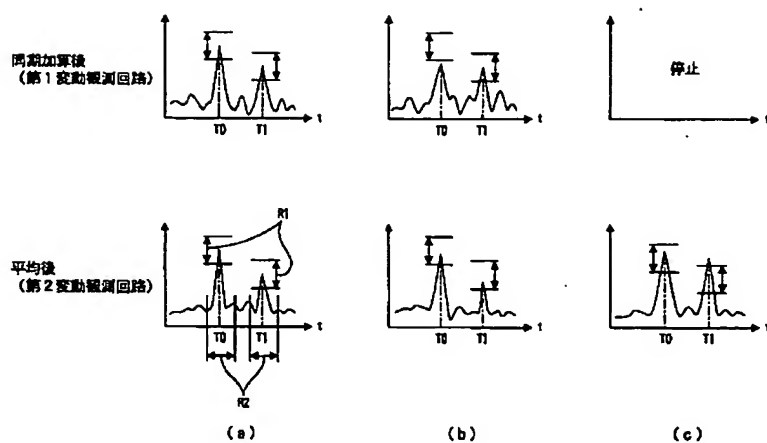 同期加算後
(第1変動観測回路)
T0 T1 t
T0 T1 t
停止
t
平均後
(第2変動観測回路)
R1
T0 T1 t
R2
T0 T1 t
T0 T1 t
(a) (b) (c)